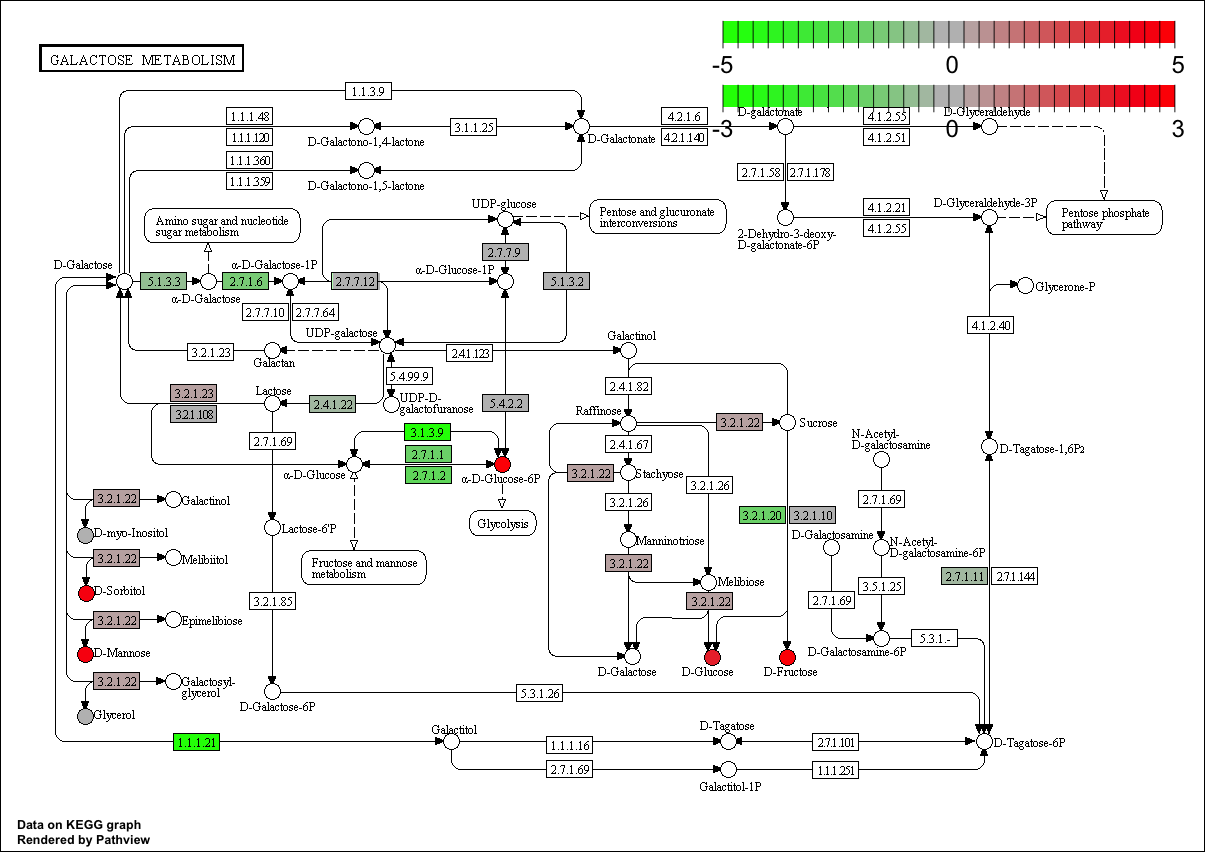 GALACTOSE METABOLISM
-5
0
5
-3
0
3
1.1.3.9
1.1.1.48
1.1.1.120
D-Galactono-1,4-lactone
3.1.1.25
D-Galactonate
4.2.1.6
4.2.1.140
D-galactonate
4.1.2.55
4.1.2.51
D-Glyceraldehyde
1.1.1.360
1.1.1.359
D-Galactono-1,5-lactone
2.7.1.58
2.7.1.178
Amino sugar and nucleotide
sugar metabolism
UDP-glucose
Pentose and glucuronate
interconversions
2-Dehydro-3-deoxy-
D-galactonate-6P
4.1.2.21
4.1.2.55
D-Glyceraldehyde-3P
Pentose phosphate
pathway
2.7.7.9
D-Galactose
5.1.3.3
α-D-Galactose
2.7.1.6
α-D-Galactose-1P
2.7.7.12
α-D-Glucose-1P
5.1.3.2
Glycerone-P
2.7.7.10
2.7.7.64
4.1.2.40
UDP-galactose
3.2.1.23
Galactan
2.4.1.123
Galactinol
5.4.99.9
UDP-D-
galactofuranose
2.4.1.82
3.2.1.23
3.2.1.108
Lactose
2.4.1.22
5.4.2.2
Raffinose
3.2.1.22
Sucrose
2.7.1.69
3.1.3.9
2.7.1.1
2.7.1.2
α-D-Glucose
α-D-Glucose-6P
2.4.1.67
N-Acetyl-
D-galactosamine
D-Tagatose-1,6P2
3.2.1.22
Stachyose
3.2.1.26
3.2.1.26
2.7.1.69
3.2.1.22
Galactinol
D-myo-Inositol
Lactose-6'P
Glycolysis
3.2.1.20
3.2.1.10
D-Galactosamine
N-Acetyl-
D-galactosamine-6P
Manninotriose
3.2.1.22
Melibiitol
D-Sorbitol
Fructose and mannose
metabolism
3.2.1.22
Melibiose
3.2.1.22
2.7.1.11
2.7.1.144
3.5.1.25
2.7.1.69
3.2.1.85
3.2.1.22
Epimelibiose
D-Mannose
D-Galactosamine-6P
5.3.1.-
3.2.1.22
Galactosyl-
glycerol
Glycerol
D-Galactose
D-Glucose
D-Fructose
D-Galactose-6P
5.3.1.26
1.1.1.21
Galactitol
1.1.1.16
D-Tagatose
2.7.1.101
D-Tagatose-6P
2.7.1.69
Galactitol-1P
1.1.1.251
Data on KEGG graph
Rendered by Pathview